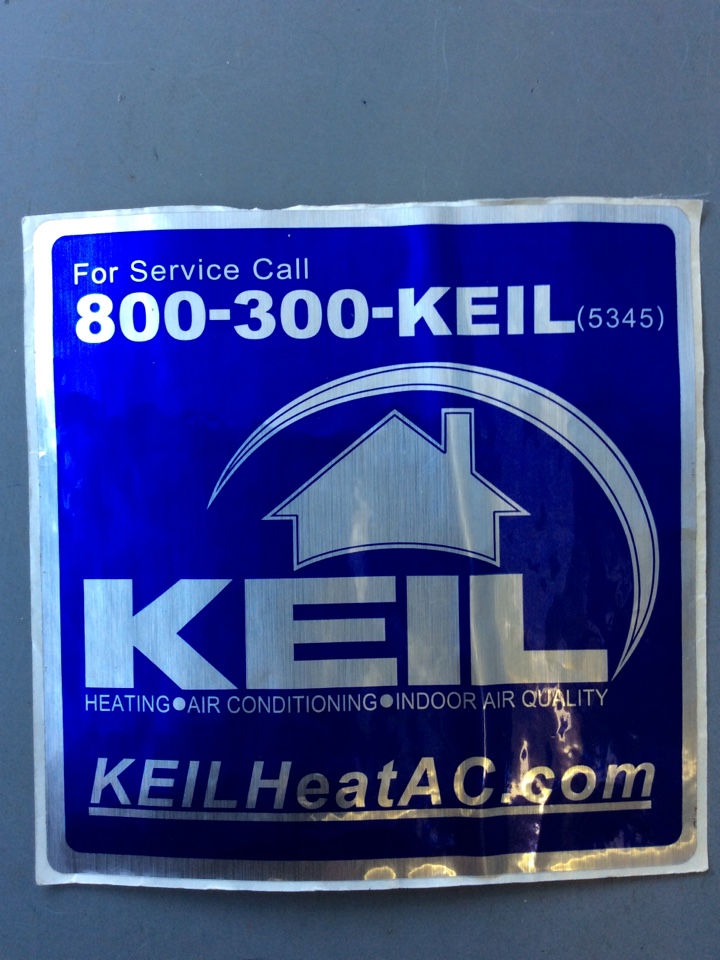 For Service Call
800-300-KEIL(5345)
KEIL
HEATING•AIR CONDITIONING•INDOOR AIR QUALITY
KEILHeatAC.com